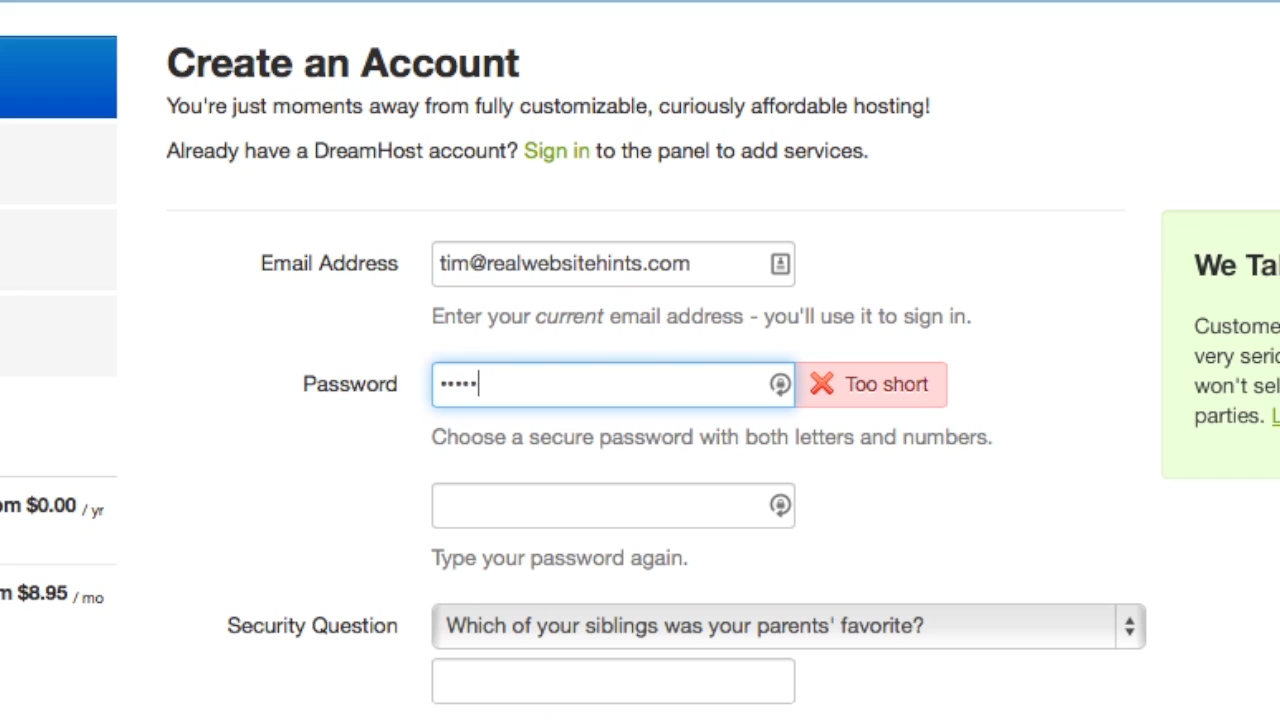 Create an Account
You're just moments away from fully customizable, curiously affordable hosting!
Already have a DreamHost account? Sign in to the panel to add services.
Email Address tim@realwebsitehints.com
Enter your current email address - you'll use it to sign in.
Password ••••• Too short
Choose a secure password with both letters and numbers.
Type your password again.
Security Question Which of your siblings was your parents' favorite?
om $0.00 / yr
m $8.95 / mo
We Tal
Custome
very serio
won't sel
parties. L